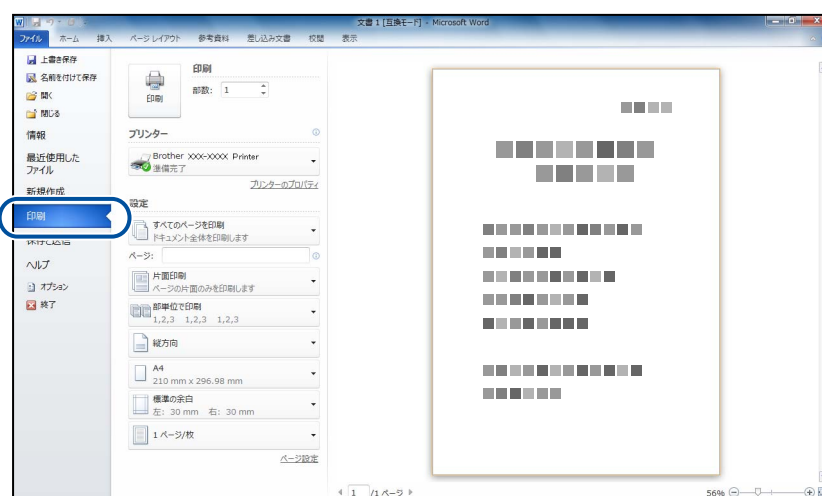 文書 1 [互換モード] - Microsoft Word
ファイル ホーム 挿入 ページ レイアウト 参考資料 差し込み文書 校閲 表示
上書き保存
名前を付けて保存
開く
閉じる
情報
最近使用した
ファイル
新規作成
印刷
保存と送信
ヘルプ
オプション
終了
印刷
印刷
部数: 1
プリンター
Brother XXX-XXXX Printer
準備完了
プリンターのプロパティ
設定
すべてのページを印刷
ドキュメント全体を印刷します
ページ:
片面印刷
ページの片面のみを印刷します
部単位で印刷
1,2,3 1,2,3 1,2,3
縦方向
A4
210 mm x 296.98 mm
標準の余白
左: 30 mm 右: 30 mm
1 ページ/枚
ページ設定
1 /1 ページ
56%